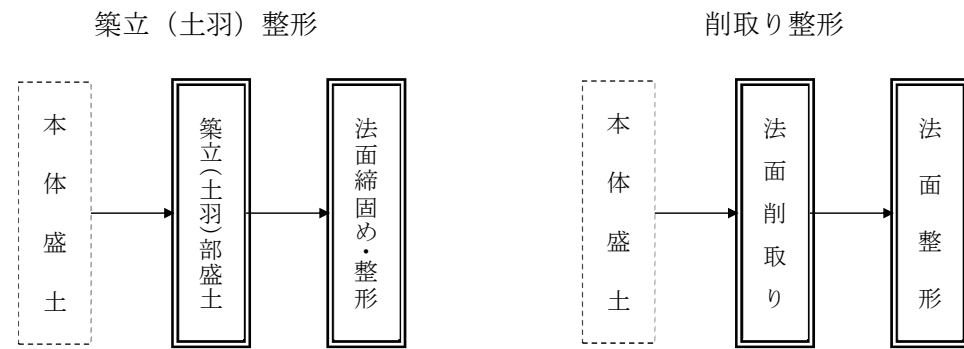 築立（土羽）整形
本体盛土
築立(土羽)部盛土
法面締固め・整形
削取り整形
本体盛土
法面削取り
法面整形